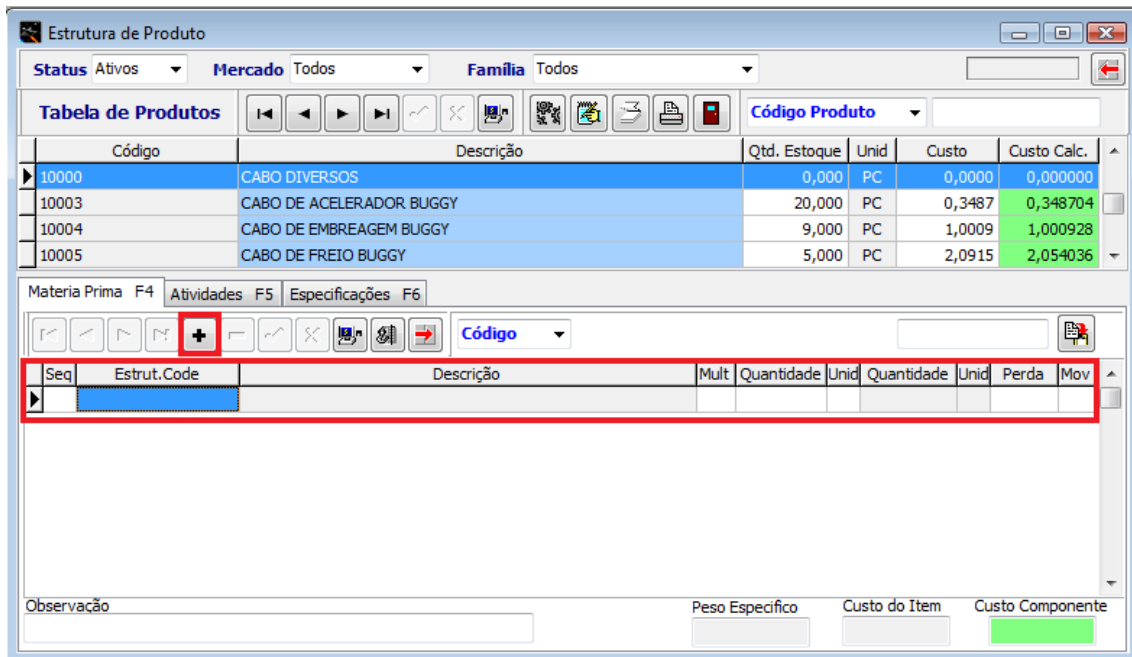 Estrutura de Produto
Status Ativos Mercado Todos Família Todos
Tabela de Produtos Código Produto
Código Descrição Qtd. Estoque Unid Custo Custo Calc.
10000 CABO DIVERSOS 0,000 PC 0,0000 0,000000
10003 CABO DE ACELERADOR BUGGY 20,000 PC 0,3487 0,348704
10004 CABO DE EMBREAGEM BUGGY 9,000 PC 1,0009 1,000928
10005 CABO DE FREIO BUGGY 5,000 PC 2,0915 2,054036
Materia Prima F4 Atividades F5 Especificações F6
Código
Seq Estrut.Code Descrição Mult Quantidade Unid Quantidade Unid Perda Mov
Observação Peso Especifico Custo do Item Custo Componente